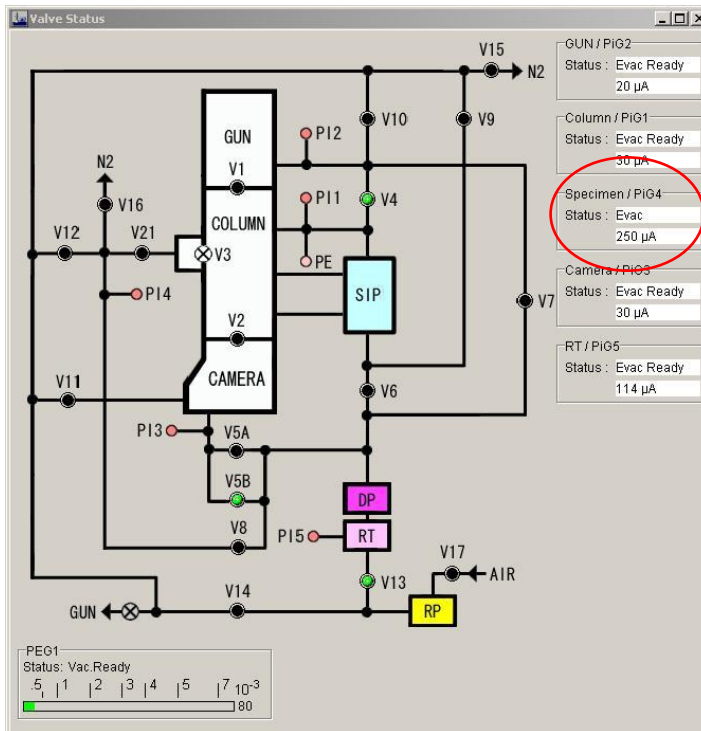 Valve Status
GUN / PiG2
Status : Evac Ready
20 µA
Column / PiG1
Status : Evac Ready
30 µA
Specimen / PiG4
Status : Evac
250 µA
Camera / PiG3
Status : Evac Ready
30 µA
RT / PiG5
Status : Evac Ready
114 µA
V15
N2
V10
V9
GUN
PI2
N2
V1
V16
PI1
V4
COLUMN
V12
V21
V3
PE
SIP
PI4
V7
V2
CAMERA
V6
V11
PI3
V5A
V5B
DP
V8
PI5
RT
V17
V13
AIR
V14
GUN
RP
PEG1
Status: Vac.Ready
.5 1 2 3 4 5 7 10-3
80